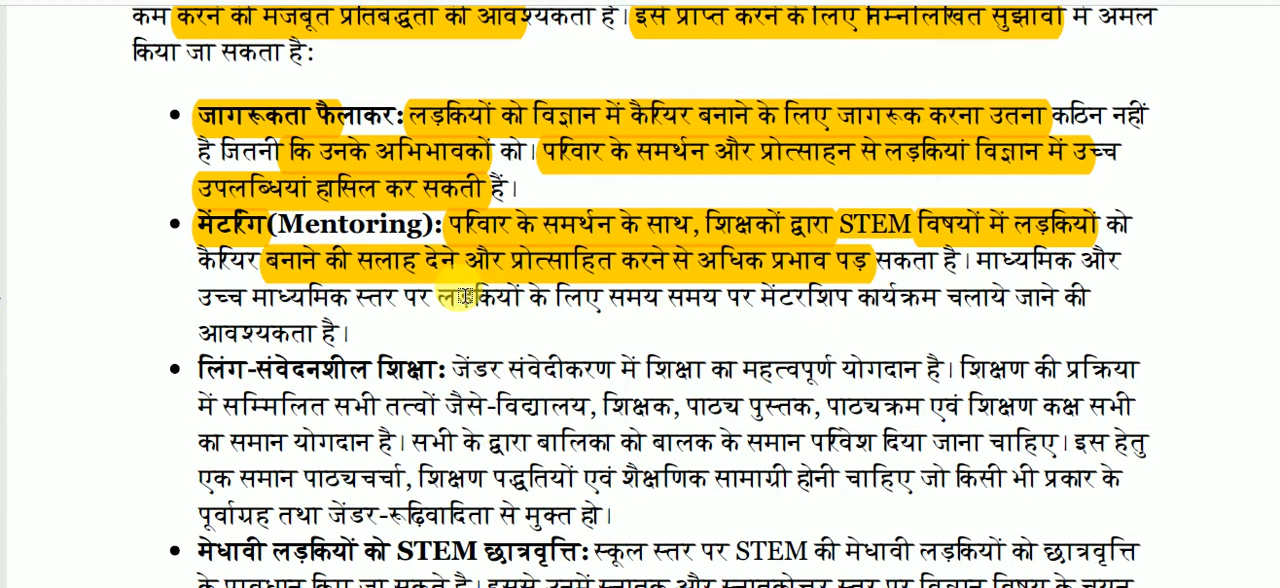 कम करने की मजबूत प्रतिबद्धता की आवश्यकता है। इसे प्राप्त करने के लिए निम्नलिखित सुझावों में अमल
किया जा सकता है:
जागरूकता फैलाकर: लड़कियों को विज्ञान में कैरियर बनाने के लिए जागरूक करना उतना कठिन नहीं
है जितनी कि उनके अभिभावकों को। परिवार के समर्थन और प्रोत्साहन से लड़कियां विज्ञान में उच्च
उपलब्धियां हासिल कर सकती हैं।
मेंटरिंग(Mentoring): परिवार के समर्थन के साथ, शिक्षकों द्वारा STEM विषयों में लड़कियों को
कैरियर बनाने की सलाह देने और प्रोत्साहित करने से अधिक प्रभाव पड़ सकता है। माध्यमिक और
उच्च माध्यमिक स्तर पर लड़कियों के लिए समय समय पर मेंटरशिप कार्यक्रम चलाये जाने की
आवश्यकता है।
लिंग-संवेदनशील शिक्षा: जेंडर संवेदीकरण में शिक्षा का महत्वपूर्ण योगदान है। शिक्षण की प्रक्रिया
में सम्मिलित सभी तत्वों जैसे-विद्यालय, शिक्षक, पाठ्य पुस्तक, पाठ्यक्रम एवं शिक्षण कक्ष सभी
का समान योगदान है। सभी के द्वारा बालिका को बालक के समान परिवेश दिया जाना चाहिए। इस हेतु
एक समान पाठ्यचर्चा, शिक्षण पद्धतियों एवं शैक्षणिक सामाग्री होनी चाहिए जो किसी भी प्रकार के
पूर्वाग्रह तथा जेंडर-रूढ़िवादिता से मुक्त हो।
मेधावी लड़कियों को STEM छात्रवृत्ति: स्कूल स्तर पर STEM की मेधावी लड़कियों को छात्रवृत्ति